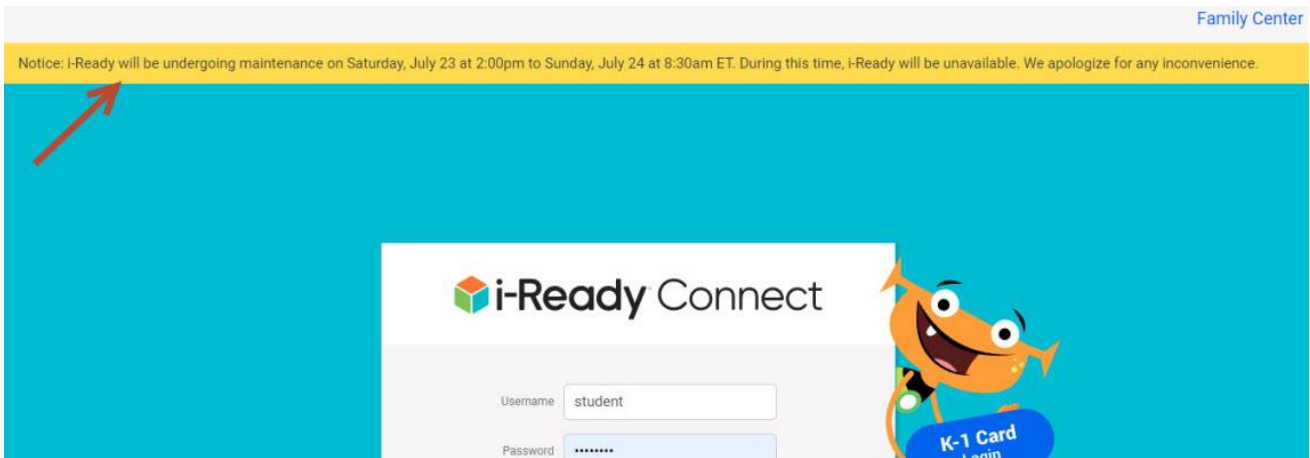 Family Center
Notice: i-Ready will be undergoing maintenance on Saturday, July 23 at 2:00pm to Sunday, July 24 at 8:30am ET. During this time, i-Ready will be unavailable. We apologize for any inconvenience.
i-Ready Connect
Username student
Password ••••••••
K-1 Card
Login